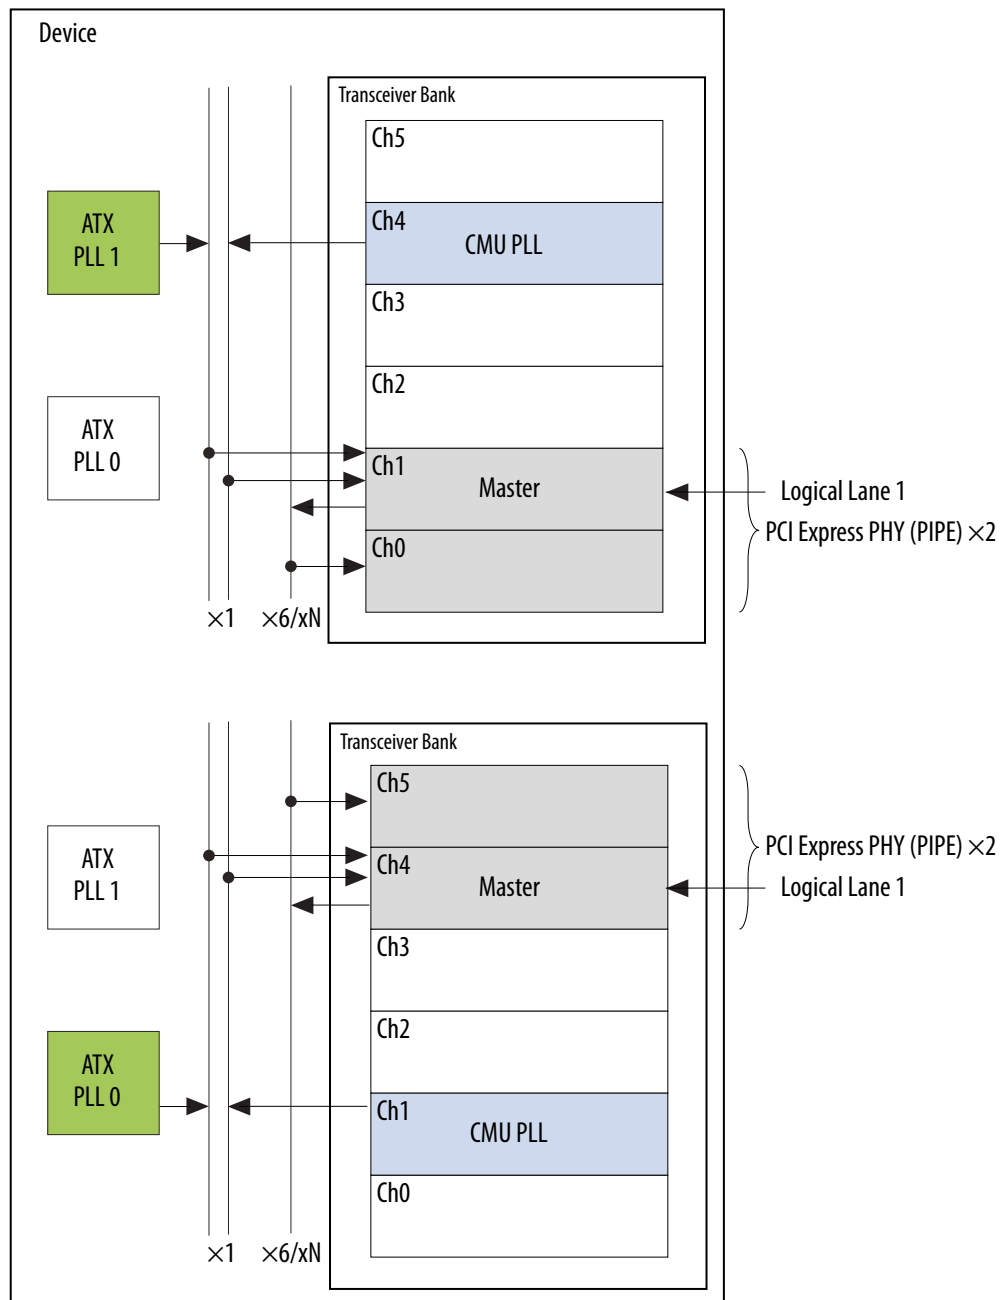 Device
Transceiver Bank
Ch5
ATX
PLL 1
Ch4
CMU PLL
Ch3
Ch2
ATX
PLL 0
Ch1
Master
Logical Lane 1
PCI Express PHY (PIPE) ×2
Ch0
×1
×6/xN
Transceiver Bank
Ch5
PCI Express PHY (PIPE) ×2
ATX
PLL 1
Ch4
Master
Logical Lane 1
Ch3
Ch2
ATX
PLL 0
Ch1
CMU PLL
Ch0
×1
×6/xN